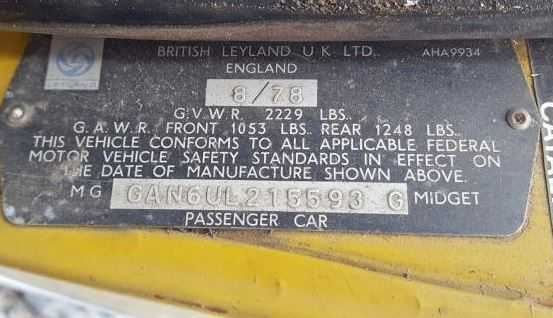 BRITISH LEYLAND U K LTD. AHA9934
LEYLAND
ENGLAND
8/78
G.V.W.R. 2229 LBS.
G.A.W.R. FRONT 1053 LBS. REAR 1248 LBS.
THIS VEHICLE CONFORMS TO ALL APPLICABLE FEDERAL
MOTOR VEHICLE SAFETY STANDARDS IN EFFECT ON
THE DATE OF MANUFACTURE SHOWN ABOVE.
MG GAN6UL215593 G MIDGET
PASSENGER CAR